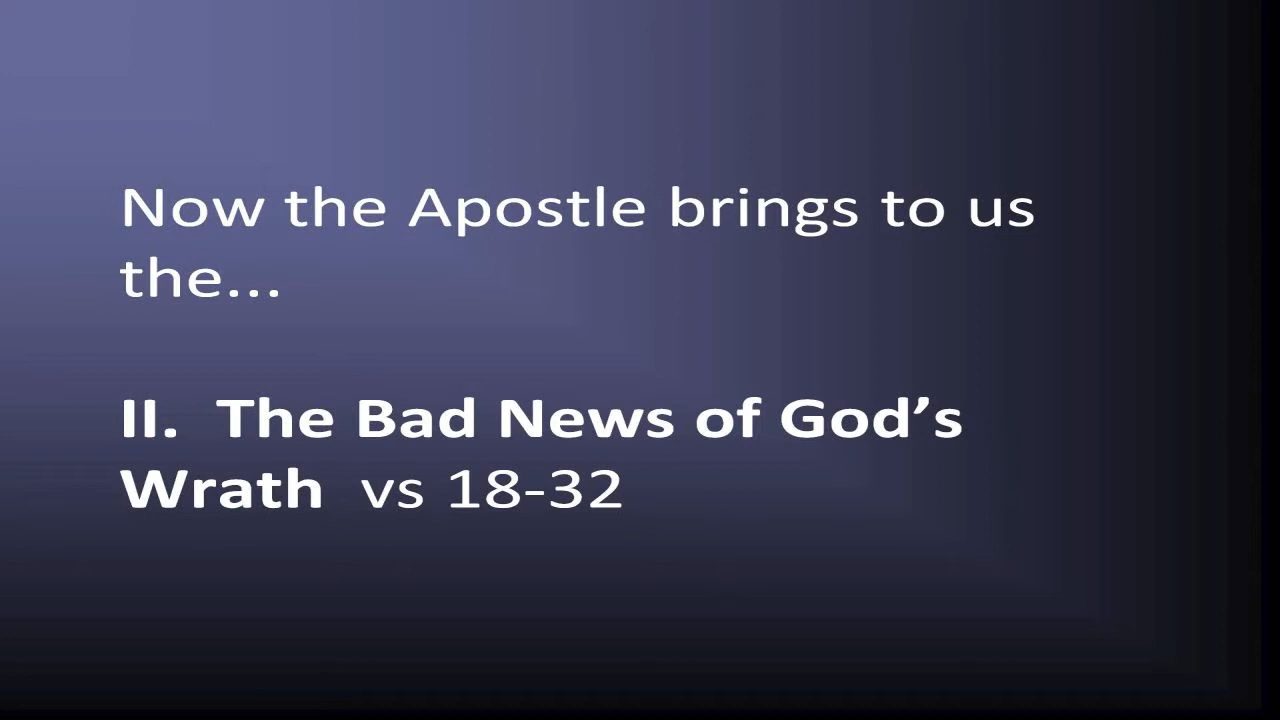 Now the Apostle brings to us
the...
II.  The Bad News of God’s
Wrath  vs 18-32